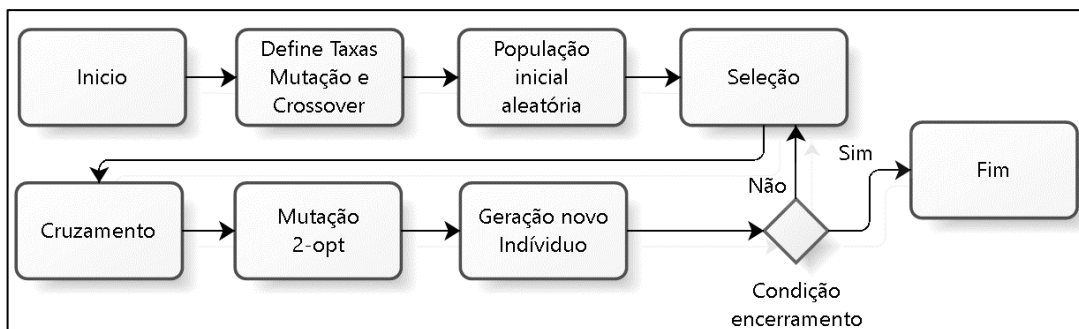 Inicio
Define Taxas
Mutação e
Crossover
População
inicial
aleatória
Seleção
Cruzamento
Mutação
2-opt
Geração novo
Indíviduo
Não
Sim
Fim
Condição
encerramento